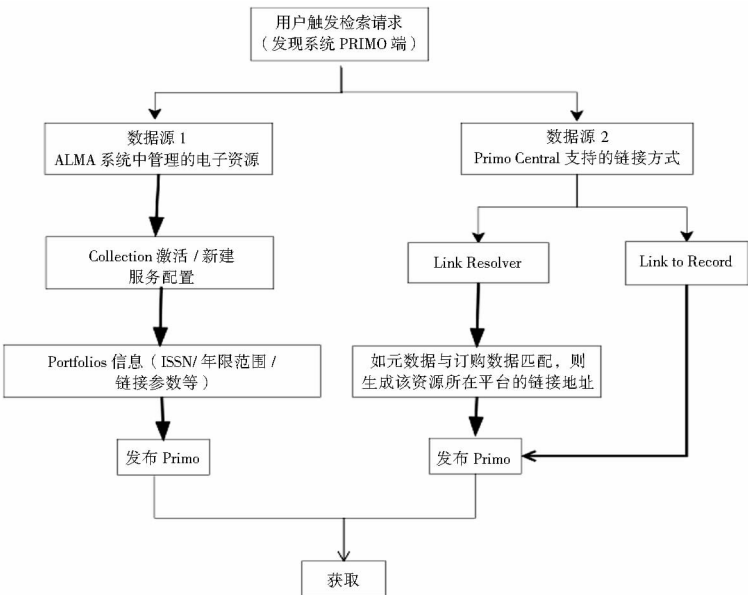 用户触发检索请求
（发现系统 PRIMO 端）
数据源 1
ALMA 系统中管理的电子资源
数据源 2
Primo Central 支持的链接方式
Collection 激活 / 新建
服务配置
Link Resolver
Link to Record
Portfolios 信息（ISSN/ 年限范围 /
链接参数等）
如元数据与订购数据匹配，则
生成该资源所在平台的链接地址
发布 Primo
发布 Primo
获取